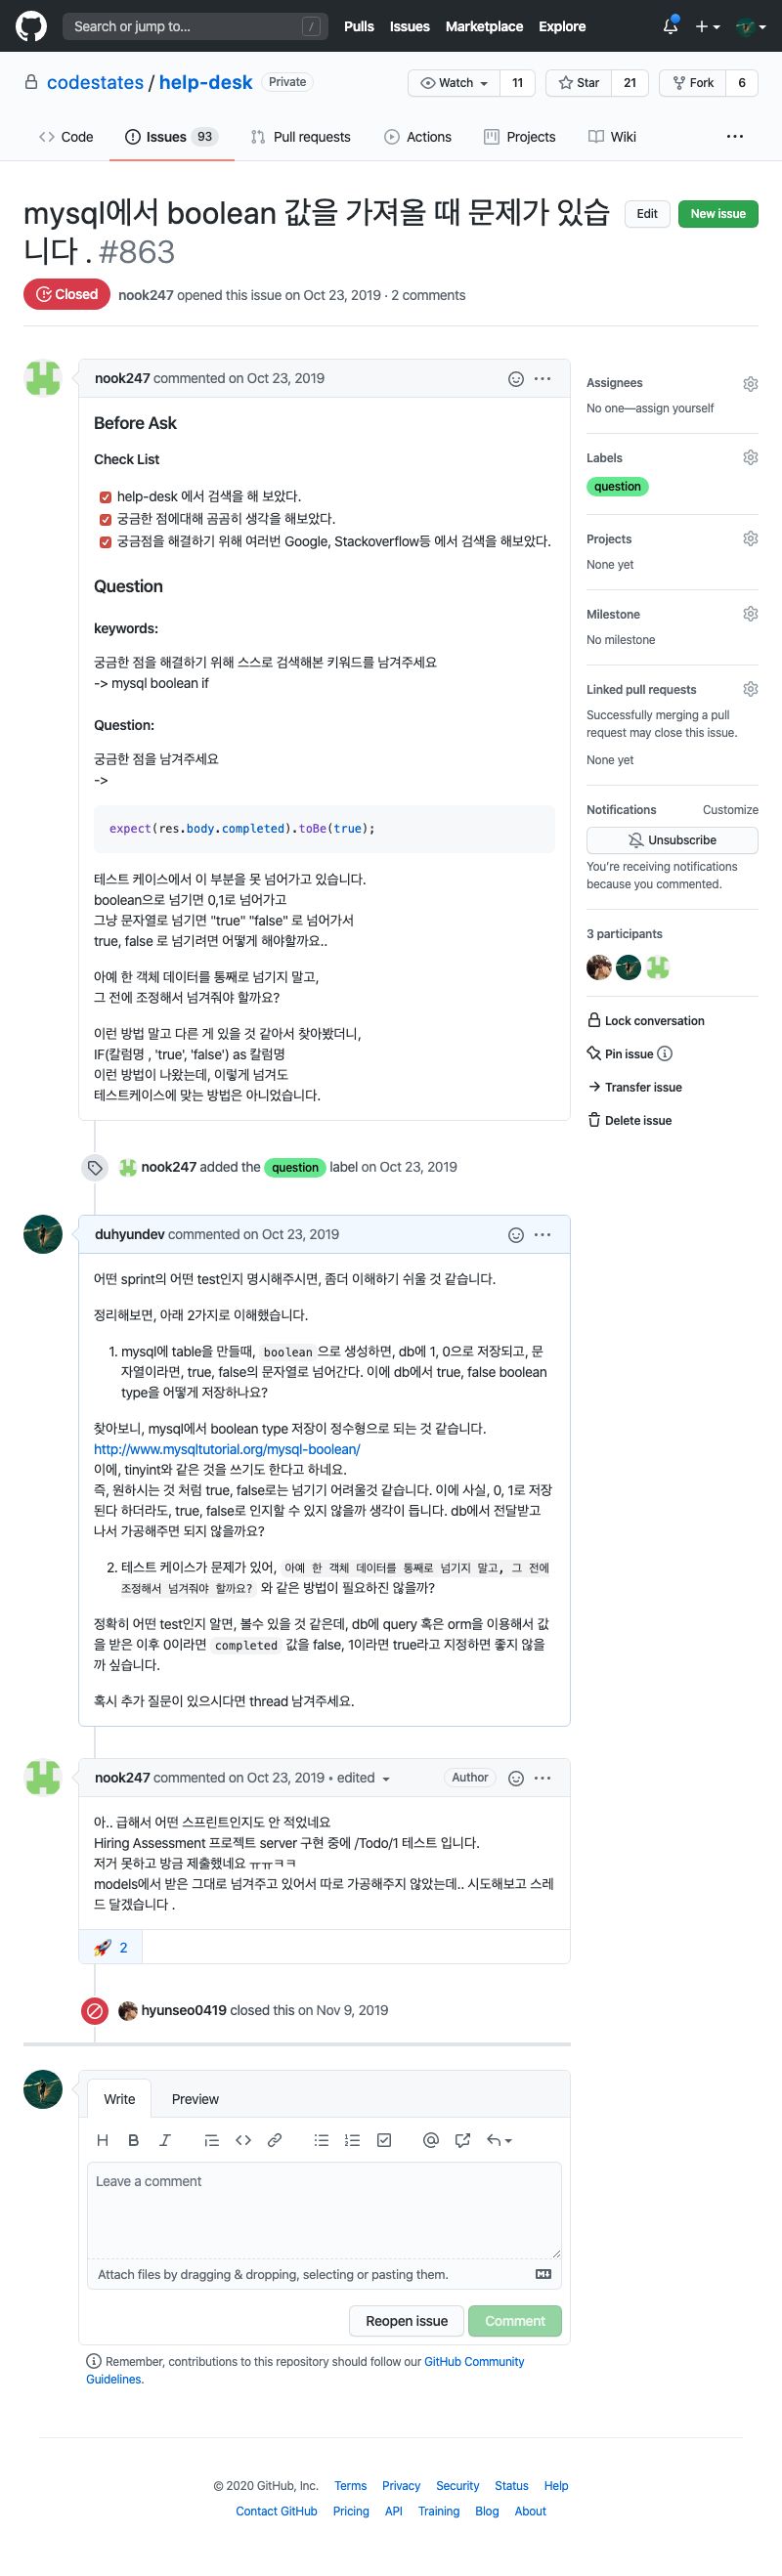 Search or jump to...
/
Pulls Issues Marketplace Explore
codestates / help-desk Private
Watch 11 Star 21 Fork 6
Code Issues 93 Pull requests Actions Projects Wiki
mysql에서 boolean 값을 가져올 때 문제가 있습
니다 . #863
Edit New issue
Closed nook247 opened this issue on Oct 23, 2019 · 2 comments
nook247 commented on Oct 23, 2019
Before Ask
Check List
help-desk 에서 검색을 해 보았다.
궁금한 점에대해 곰곰히 생각을 해보았다.
궁금점을 해결하기 위해 여러번 Google, Stackoverflow등 에서 검색을 해보았다.
Question
keywords:
궁금한 점을 해결하기 위해 스스로 검색해본 키워드를 남겨주세요
-> mysql boolean if
Question:
궁금한 점을 남겨주세요
->
expect(res.body.completed).toBe(true);
테스트 케이스에서 이 부분을 못 넘어가고 있습니다.
boolean으로 넘기면 0,1로 넘어가고
그냥 문자열로 넘기면 "true" "false" 로 넘어가서
true, false 로 넘기려면 어떻게 해야할까요..
아예 한 객체 데이터를 통째로 넘기지 말고,
그 전에 조정해서 넘겨줘야 할까요?
이런 방법 말고 다른 게 있을 것 같아서 찾아봤더니,
IF(칼럼명 , 'true', 'false') as 칼럼명
이런 방법이 나왔는데, 이렇게 넘겨도
테스트케이스에 맞는 방법은 아니었습니다.
Assignees
No one—assign yourself
Labels
question
Projects
None yet
Milestone
No milestone
Linked pull requests
Successfully merging a pull
request may close this issue.
None yet
Notifications Customize
Unsubscribe
You're receiving notifications
because you commented.
3 participants
Lock conversation
Pin issue
Transfer issue
Delete issue
nook247 added the question label on Oct 23, 2019
duhyundev commented on Oct 23, 2019
어떤 sprint의 어떤 test인지 명시해주시면, 좀더 이해하기 쉬울 것 같습니다.
정리해보면, 아래 2가지로 이해했습니다.
1. mysql에 table을 만들때, boolean 으로 생성하면, db에 1, 0으로 저장되고, 문
자열이라면, true, false의 문자열로 넘어간다. 이에 db에서 true, false boolean
type을 어떻게 저장하나요?
찾아보니, mysql에서 boolean type 저장이 정수형으로 되는 것 같습니다.
http://www.mysqltutorial.org/mysql-boolean/
이에, tinyint와 같은 것을 쓰기도 한다고 하네요.
즉, 원하시는 것 처럼 true, false로는 넘기기 어려울것 같습니다. 이에 사실, 0, 1로 저장
된다 하더라도, true, false로 인지할 수 있지 않을까 생각이 듭니다. db에서 전달받고
나서 가공해주면 되지 않을까요?
2. 테스트 케이스가 문제가 있어, 아예 한 객체 데이터를 통째로 넘기지 말고, 그 전에
조정해서 넘겨줘야 할까요? 와 같은 방법이 필요하진 않을까?
정확히 어떤 test인지 알면, 볼수 있을 것 같은데, db에 query 혹은 orm을 이용해서 값
을 받은 이후 0이라면 completed 값을 false, 1이라면 true라고 지정하면 좋지 않을
까 싶습니다.
혹시 추가 질문이 있으시다면 thread 남겨주세요.
nook247 commented on Oct 23, 2019 • edited Author
아.. 급해서 어떤 스프린트인지도 안 적었네요
Hiring Assessment 프로젝트 server 구현 중에 /Todo/1 테스트 입니다.
저거 못하고 방금 제출했네요 ㅠㅠㅋㅋ
models에서 받은 그대로 넘겨주고 있어서 따로 가공해주지 않았는데.. 시도해보고 스레
드 달겠습니다 .
2
hyunseo0419 closed this on Nov 9, 2019
Write Preview
Leave a comment
Attach files by dragging & dropping, selecting or pasting them.
Reopen issue Comment
Remember, contributions to this repository should follow our GitHub Community
Guidelines.
© 2020 GitHub, Inc. Terms Privacy Security Status Help
Contact GitHub Pricing API Training Blog About